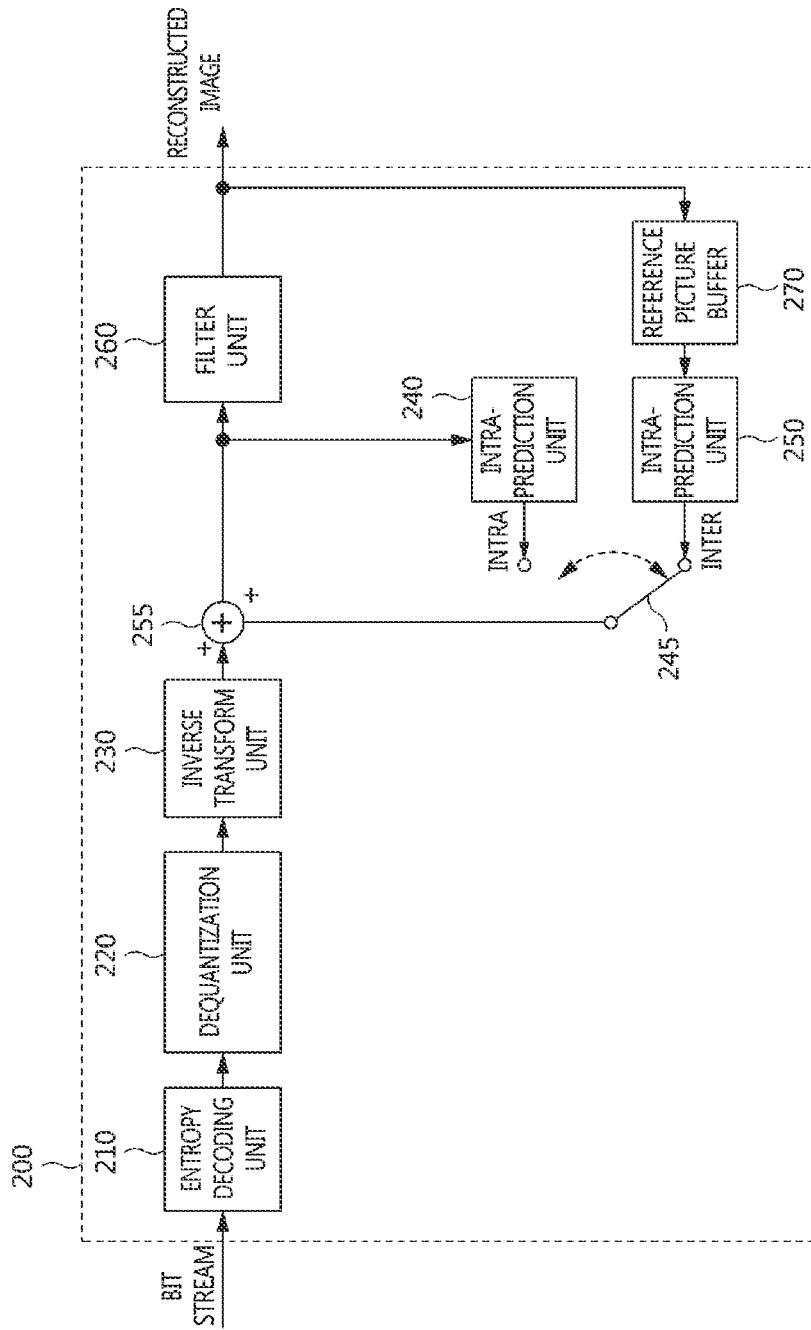 200
210
220
230
255
260
BIT
STREAM
ENTROPY
DECODING
UNIT
DEQUANTIZATION
UNIT
INVERSE
TRANSFORM
UNIT
+
+
+
FILTER
UNIT
RECONSTRUCTED
IMAGE
240
INTRA
INTRA-
PREDICTION
UNIT
245
INTER
INTRA-
PREDICTION
UNIT
250
REFERENCE
PICTURE
BUFFER
270